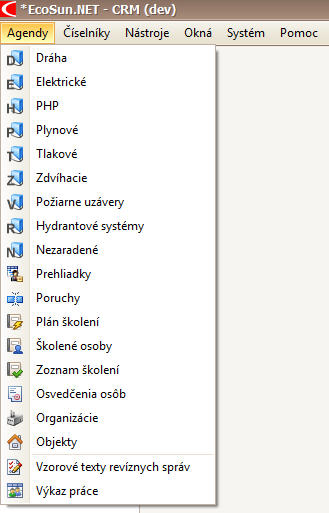 *EcoSun.NET - CRM (dev)
Agendy Číselníky Nástroje Okná Systém Pomoc
D Dráha
E Elektrické
H PHP
P Plynové
T Tlakové
Z Zdvíhacie
V Požiarne uzávery
R Hydrantové systémy
N Nezaradené
Prehliadky
Poruchy
Plán školení
Školené osoby
Zoznam školení
Osvedčenia osôb
Organizácie
Objekty
Vzorové texty revíznych správ
Výkaz práce